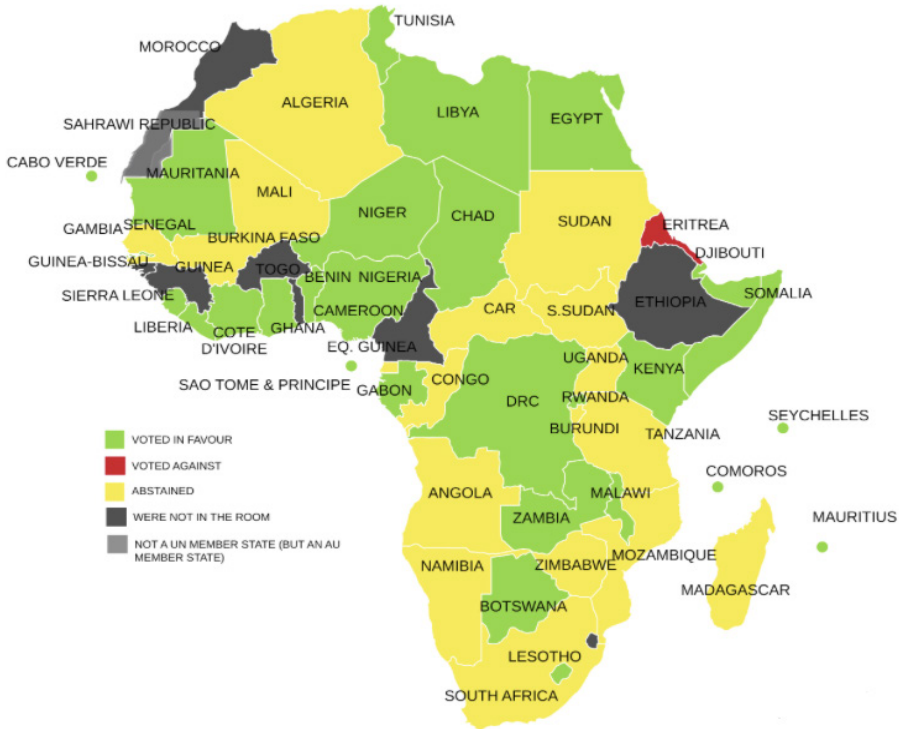 TUNISIA
MOROCCO
ALGERIA
LIBYA
EGYPT
SAHRAWI REPUBLIC
CABO VERDE
MAURITANIA
MALI
NIGER
CHAD
SUDAN
ERITREA
GAMBIA
SENEGAL
BURKINA FASO
DJIBOUTI
GUINEA-BISSAU
GUINEA
TOGO
BENIN
NIGERIA
SOMALIA
SIERRA LEONE
ETHIOPIA
CAMEROON
CAR
S.SUDAN
LIBERIA
COTE
D'IVOIRE
GHANA
EQ. GUINEA
UGANDA
KENYA
SAO TOME & PRINCIPE
GABON
CONGO
DRC
RWANDA
BURUNDI
TANZANIA
SEYCHELLES
VOTED IN FAVOUR
VOTED AGAINST
ABSTAINED
WERE NOT IN THE ROOM
NOT A UN MEMBER STATE (BUT AN AU
MEMBER STATE)
COMOROS
ANGOLA
MALAWI
ZAMBIA
MAURITIUS
NAMIBIA
ZIMBABWE
MOZAMBIQUE
MADAGASCAR
BOTSWANA
LESOTHO
SOUTH AFRICA